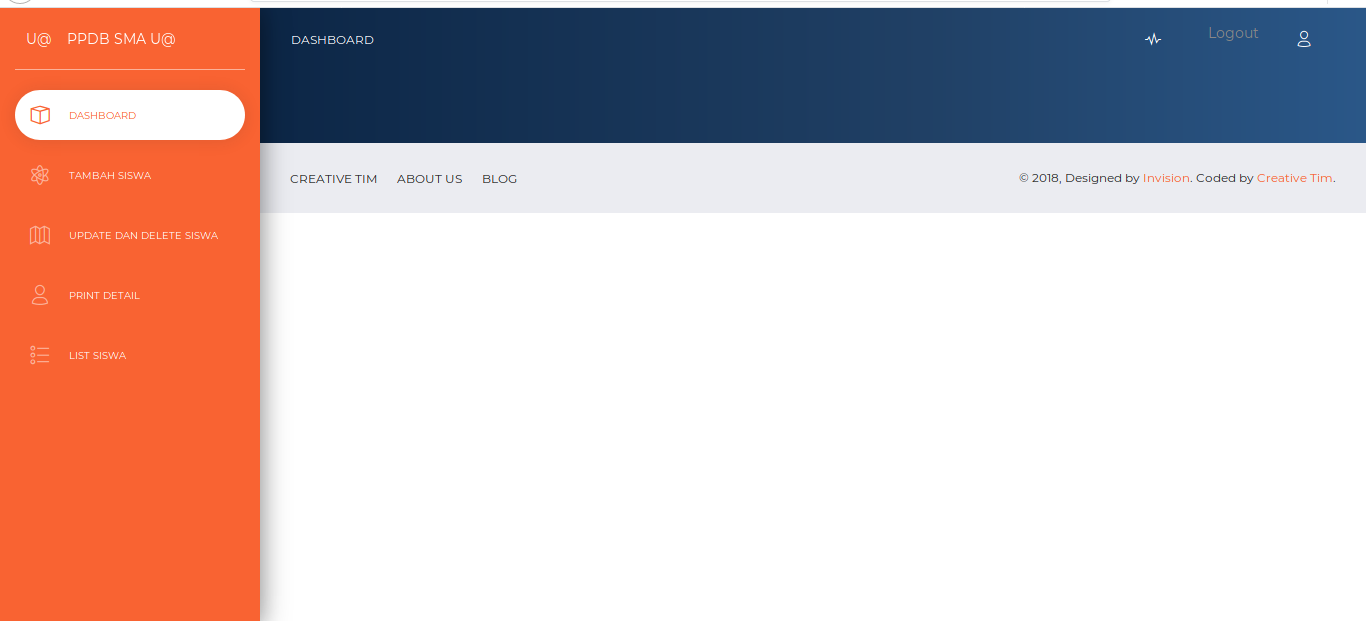 U@ PPDB SMA U@
DASHBOARD
TAMBAH SISWA
UPDATE DAN DELETE SISWA
PRINT DETAIL
LIST SISWA
DASHBOARD
Logout
CREATIVE TIM ABOUT US BLOG
© 2018, Designed by Invision. Coded by Creative Tim.